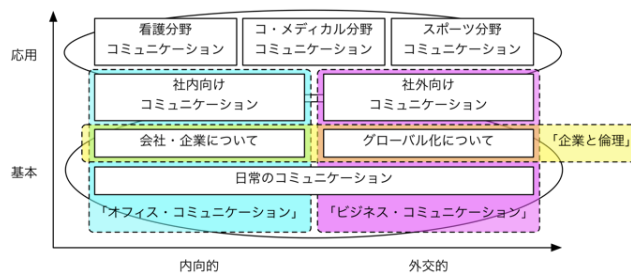 看護分野
コミュニケーション
コ・メディカル分野
コミュニケーション
スポーツ分野
コミュニケーション
応用
社内向け
コミュニケーション
社外向け
コミュニケーション
会社・企業について
グローバル化について
「企業と倫理」
基本
日常のコミュニケーション
「オフィス・コミュニケーション」
「ビジネス・コミュニケーション」
内向的
外交的